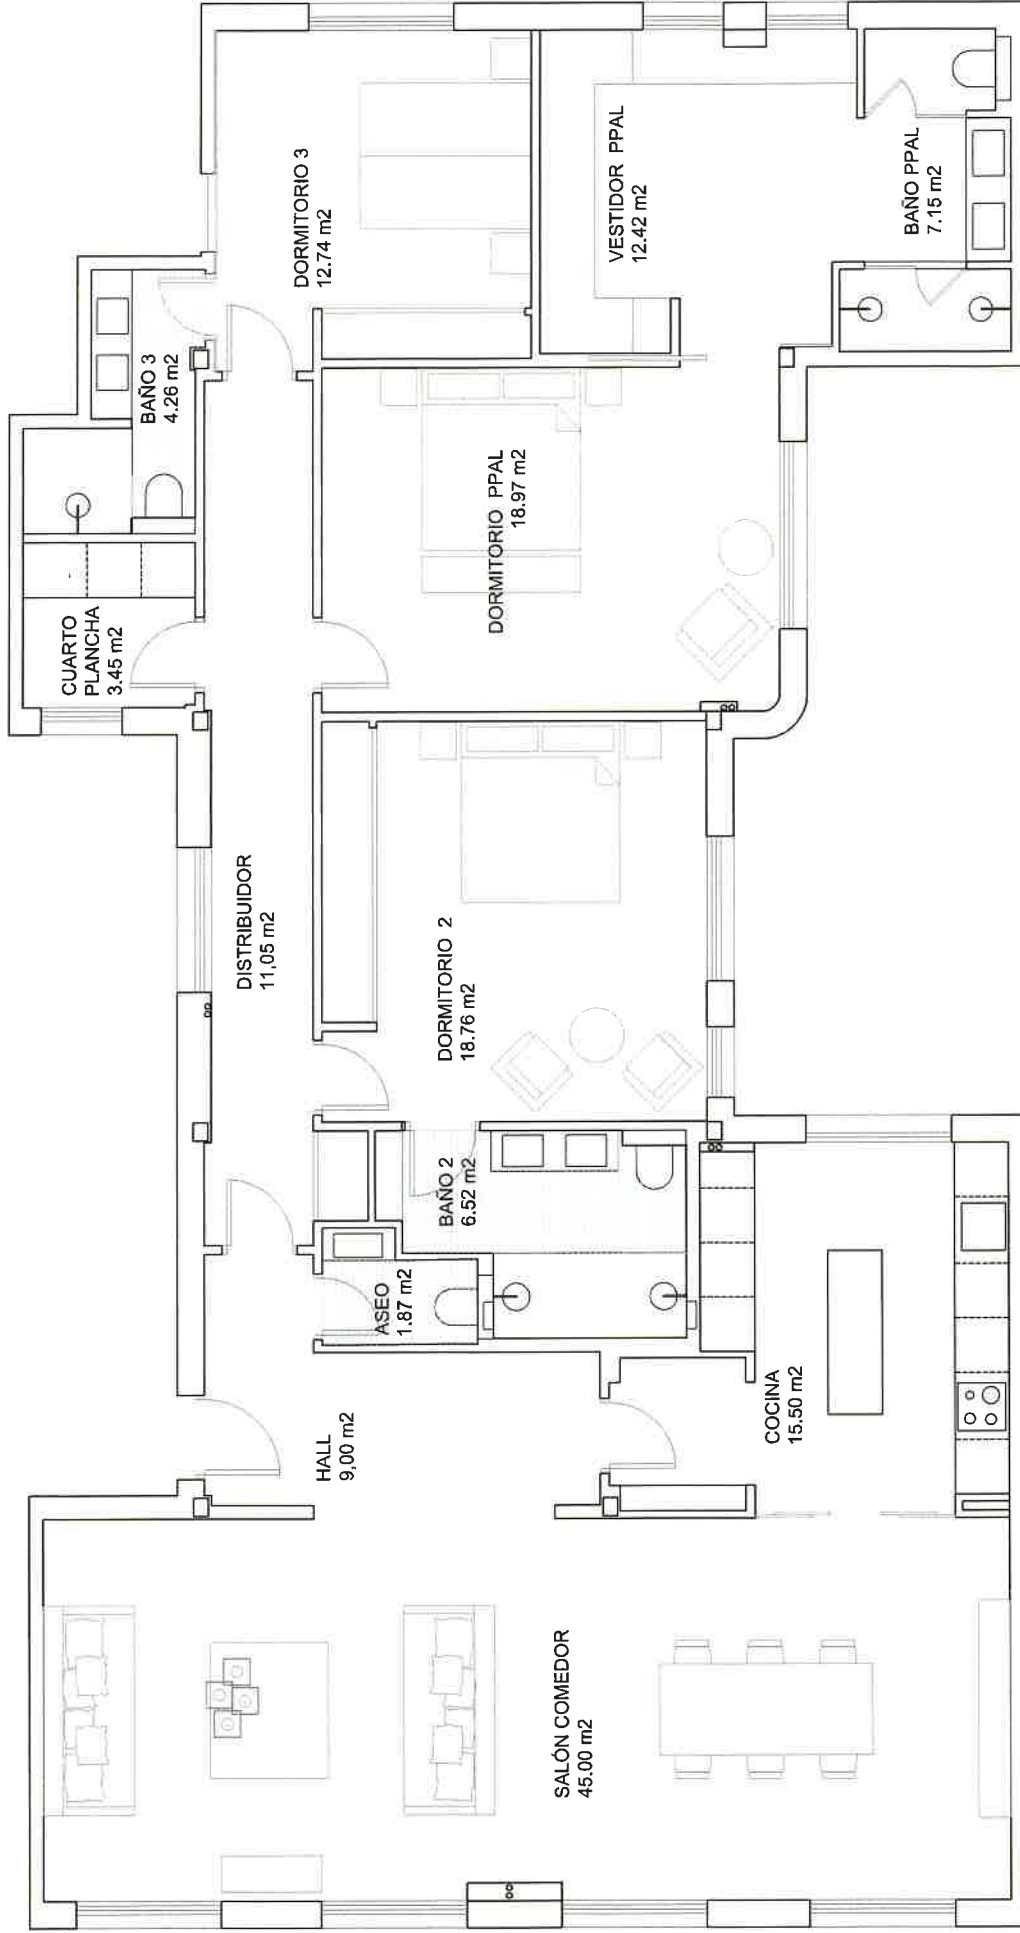 CUARTO
PLANCHA
3.45 m2
BAÑO 3
4.26 m2
DORMITORIO 3
12.74 m2
DISTRIBUIDOR
11,05 m2
HALL
9,00 m2
ASEO
1.87 m2
BAÑO 2
6.52 m2
DORMITORIO 2
18.76 m2
DORMITORIO PPAL
18.97 m2
VESTIDOR PPAL
12.42 m2
BAÑO PPAL
7.15 m2
SALÓN COMEDOR
45.00 m2
COCINA
15.50 m2